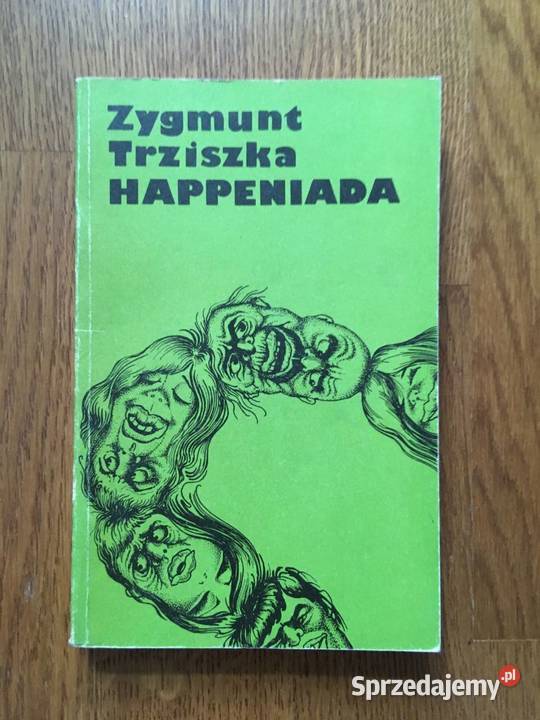 Zygmunt
Trziszka
HAPPENIADA
Sprzedajemy.pl